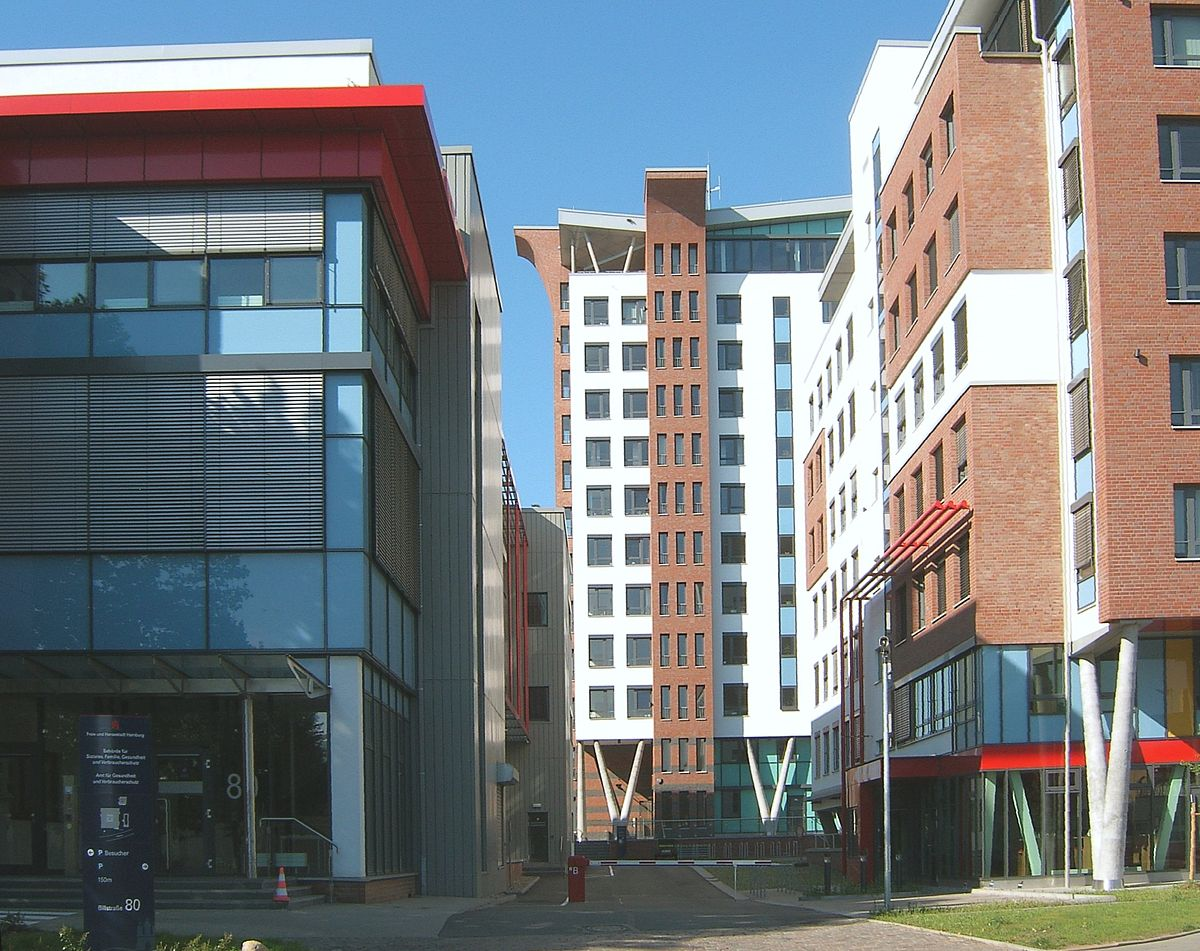 Freie und Hansestadt Hamburg
Behörde für
Soziales, Familie, Gesundheit
und Verbraucherschutz
Amt für Gesundheit
und Verbraucherschutz
P Besucher
P
150m
Billstraße 80
8
B